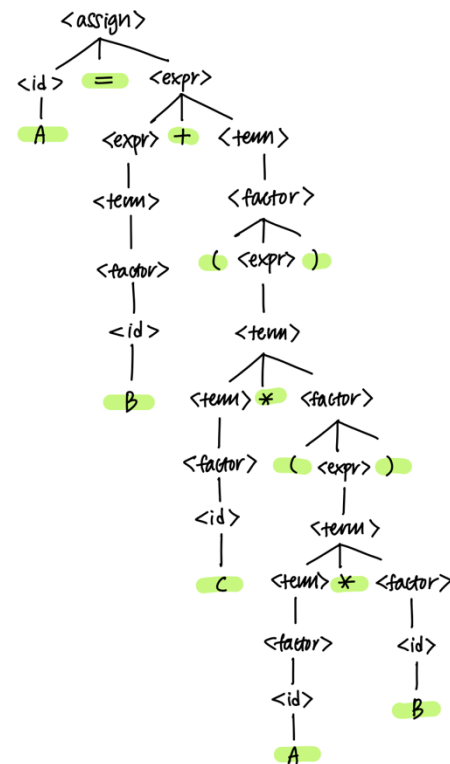 <assign>
<id> = <expr>
A <expr> + <term>
<term> <factor>
<factor> ( <expr> )
<id> <term>
B <term> * <factor>
<factor> ( <expr> )
<id> <term>
C <term> * <factor>
<factor> <id>
<id> B
A